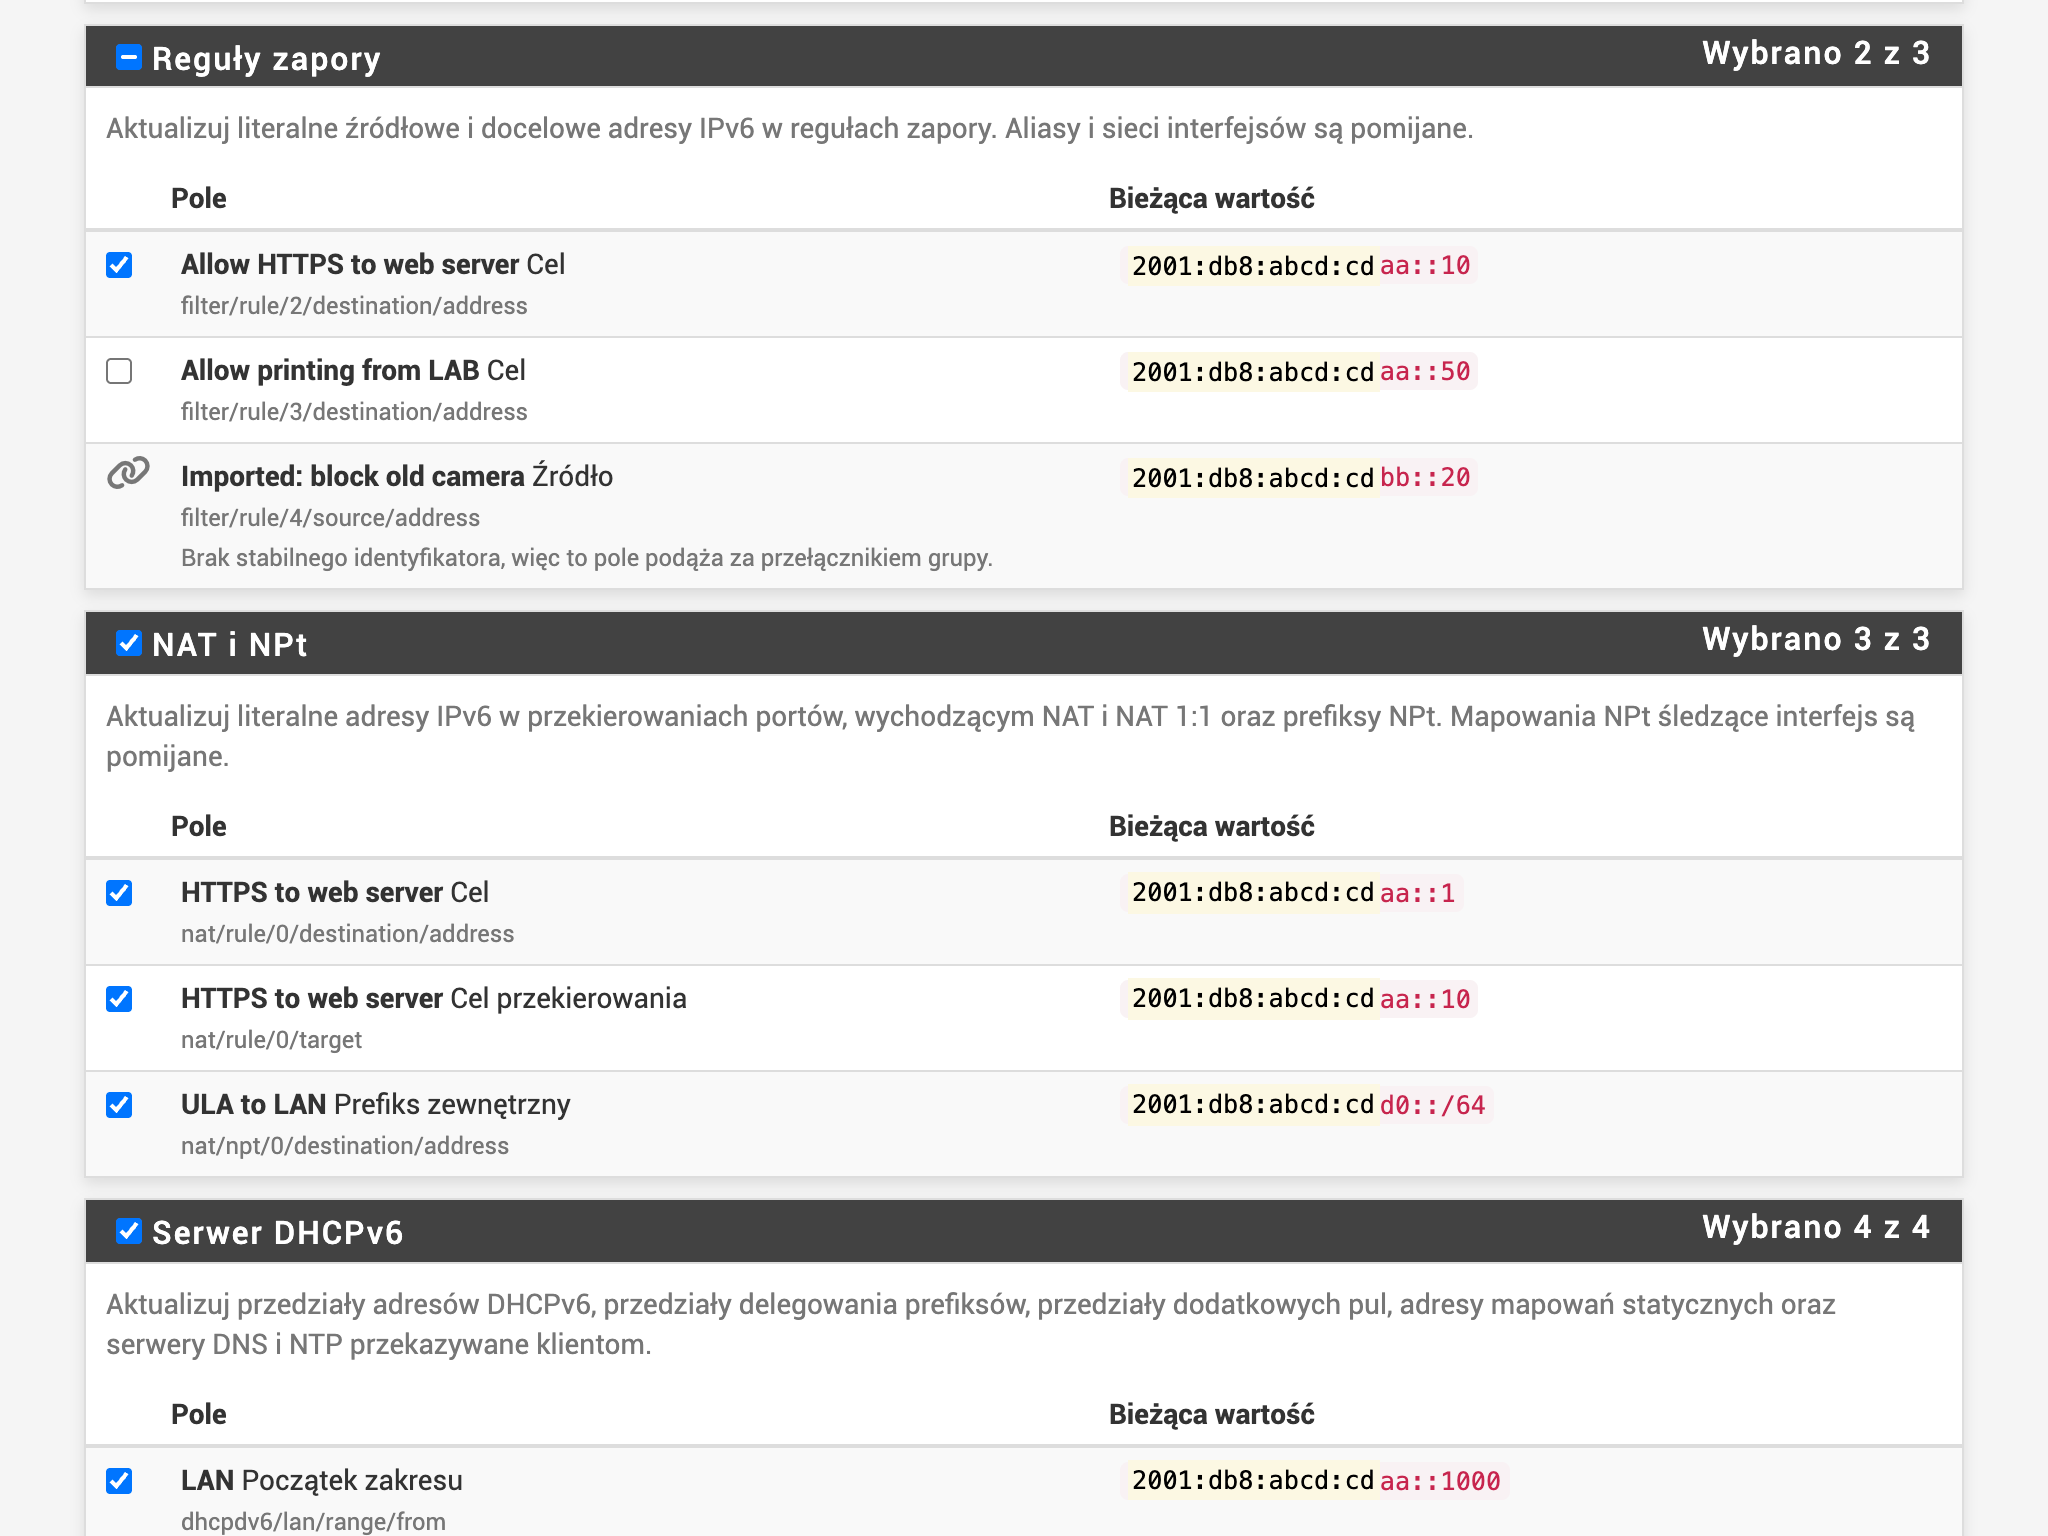 Reguły zapory
Wybrano 2 z 3
Aktualizuj literalne źródłowe i docelowe adresy IPv6 w regułach zapory. Aliasy i sieci interfejsów są pomijane.
Pole
Bieżąca wartość
Allow HTTPS to web server Cel
2001:db8:abcd:cdaa::10
filter/rule/2/destination/address
Allow printing from LAB Cel
2001:db8:abcd:cdaa::50
filter/rule/3/destination/address
Imported: block old camera Źródło
2001:db8:abcd:cdbb::20
filter/rule/4/source/address
Brak stabilnego identyfikatora, więc to pole podąża za przełącznikiem grupy.
NAT i NPt
Wybrano 3 z 3
Aktualizuj literalne adresy IPv6 w przekierowaniach portów, wychodzącym NAT i NAT 1:1 oraz prefiksy NPt. Mapowania NPt śledzące interfejs są
pomijane.
Pole
Bieżąca wartość
HTTPS to web server Cel
2001:db8:abcd:cdaa::1
nat/rule/0/destination/address
HTTPS to web server Cel przekierowania
2001:db8:abcd:cdaa::10
nat/rule/0/target
ULA to LAN Prefiks zewnętrzny
2001:db8:abcd:cdd0::/64
nat/npt/0/destination/address
Serwer DHCPv6
Wybrano 4 z 4
Aktualizuj przedziały adresów DHCPv6, przedziały delegowania prefiksów, przedziały dodatkowych pul, adresy mapowań statycznych oraz
serwery DNS i NTP przekazywane klientom.
Pole
Bieżąca wartość
LAN Początek zakresu
2001:db8:abcd:cdaa::1000
dhcpdv6/lan/range/from